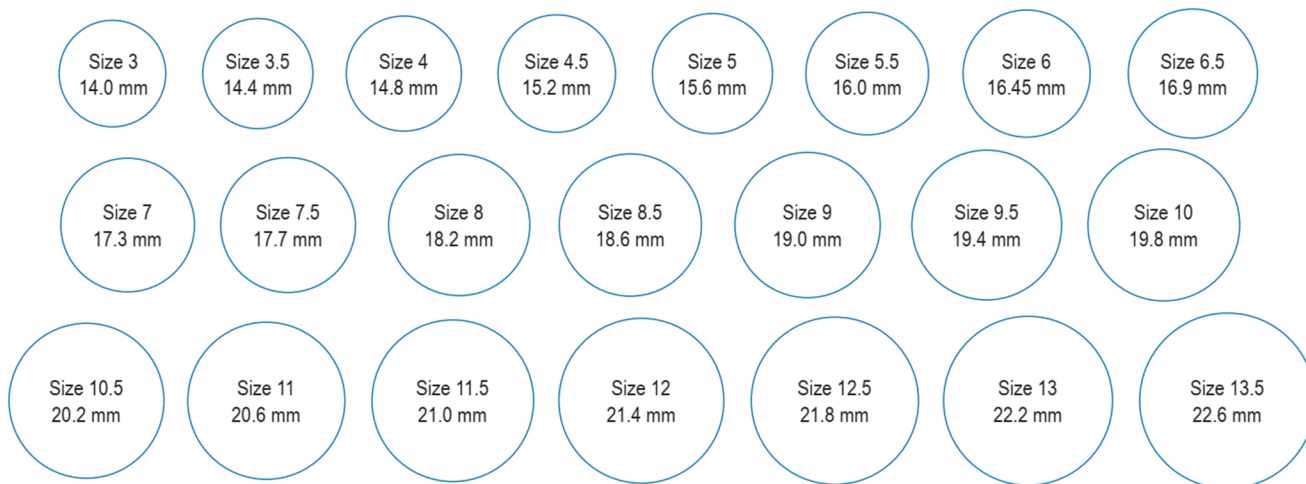 Size 3
14.0 mm
Size 3.5
14.4 mm
Size 4
14.8 mm
Size 4.5
15.2 mm
Size 5
15.6 mm
Size 5.5
16.0 mm
Size 6
16.45 mm
Size 6.5
16.9 mm
Size 7
17.3 mm
Size 7.5
17.7 mm
Size 8
18.2 mm
Size 8.5
18.6 mm
Size 9
19.0 mm
Size 9.5
19.4 mm
Size 10
19.8 mm
Size 10.5
20.2 mm
Size 11
20.6 mm
Size 11.5
21.0 mm
Size 12
21.4 mm
Size 12.5
21.8 mm
Size 13
22.2 mm
Size 13.5
22.6 mm